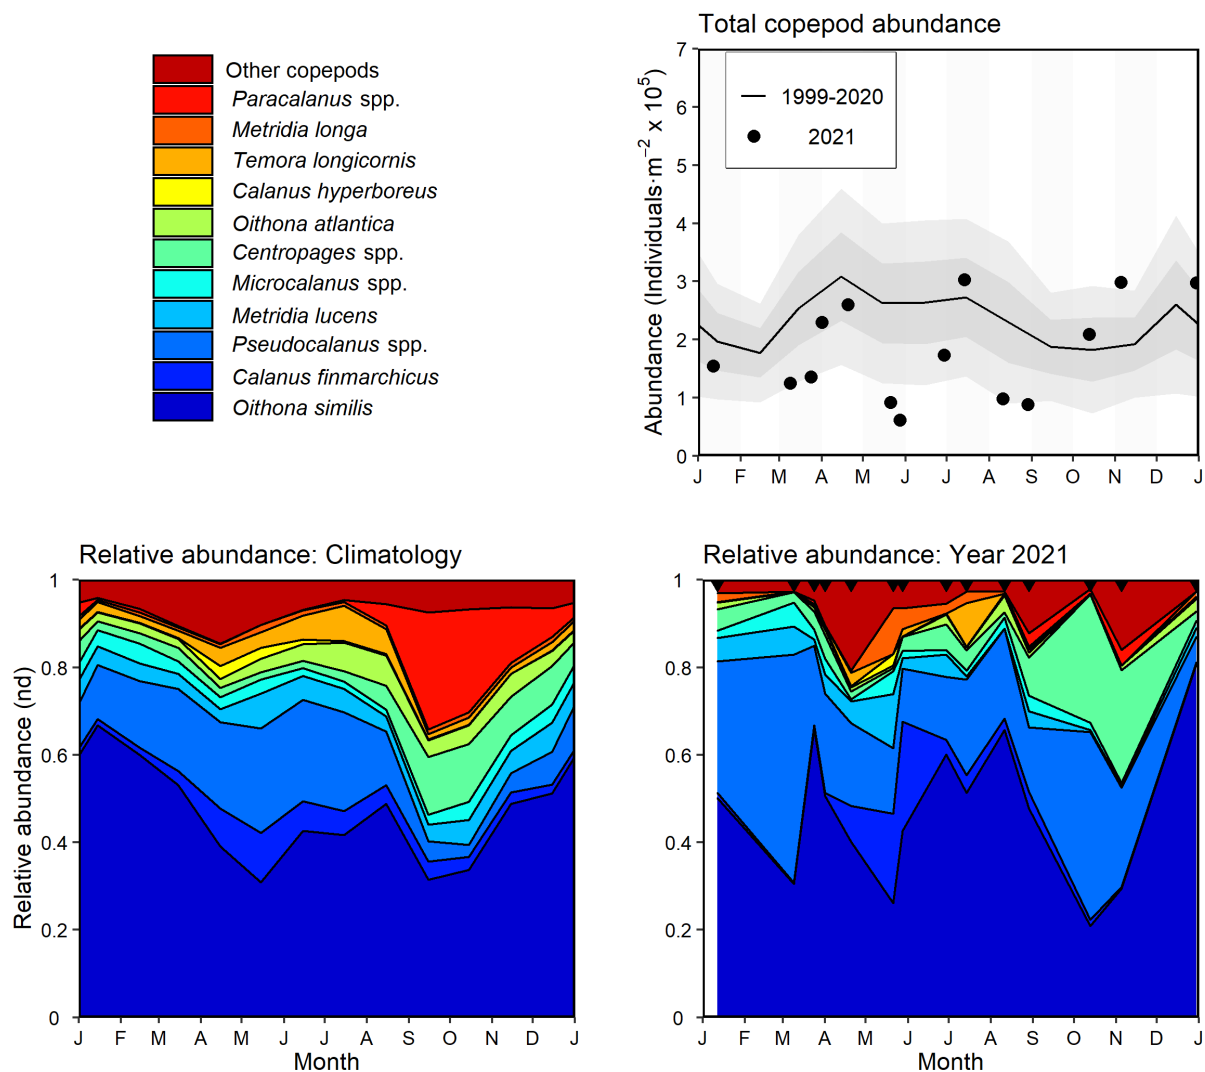 Total copepod abundance
Other copepods
Paracalanus spp.
Metridia longa
Temora longicornis
Calanus hyperboreus
Oithona atlantica
Centropages spp.
Microcalanus spp.
Metridia lucens
Pseudocalanus spp.
Calanus finmarchicus
Oithona similis
Abundance (Individuals·m⁻² x 10⁵)
7
6
5
4
3
2
1
0
1999-2020
2021
J F M A M J J A S O N D J
Relative abundance: Climatology
Relative abundance (nd)
1
0.8
0.6
0.4
0.2
0
J F M A M J J A S O N D J
Month
Relative abundance: Year 2021
1
0.8
0.6
0.4
0.2
0
J F M A M J J A S O N D J
Month